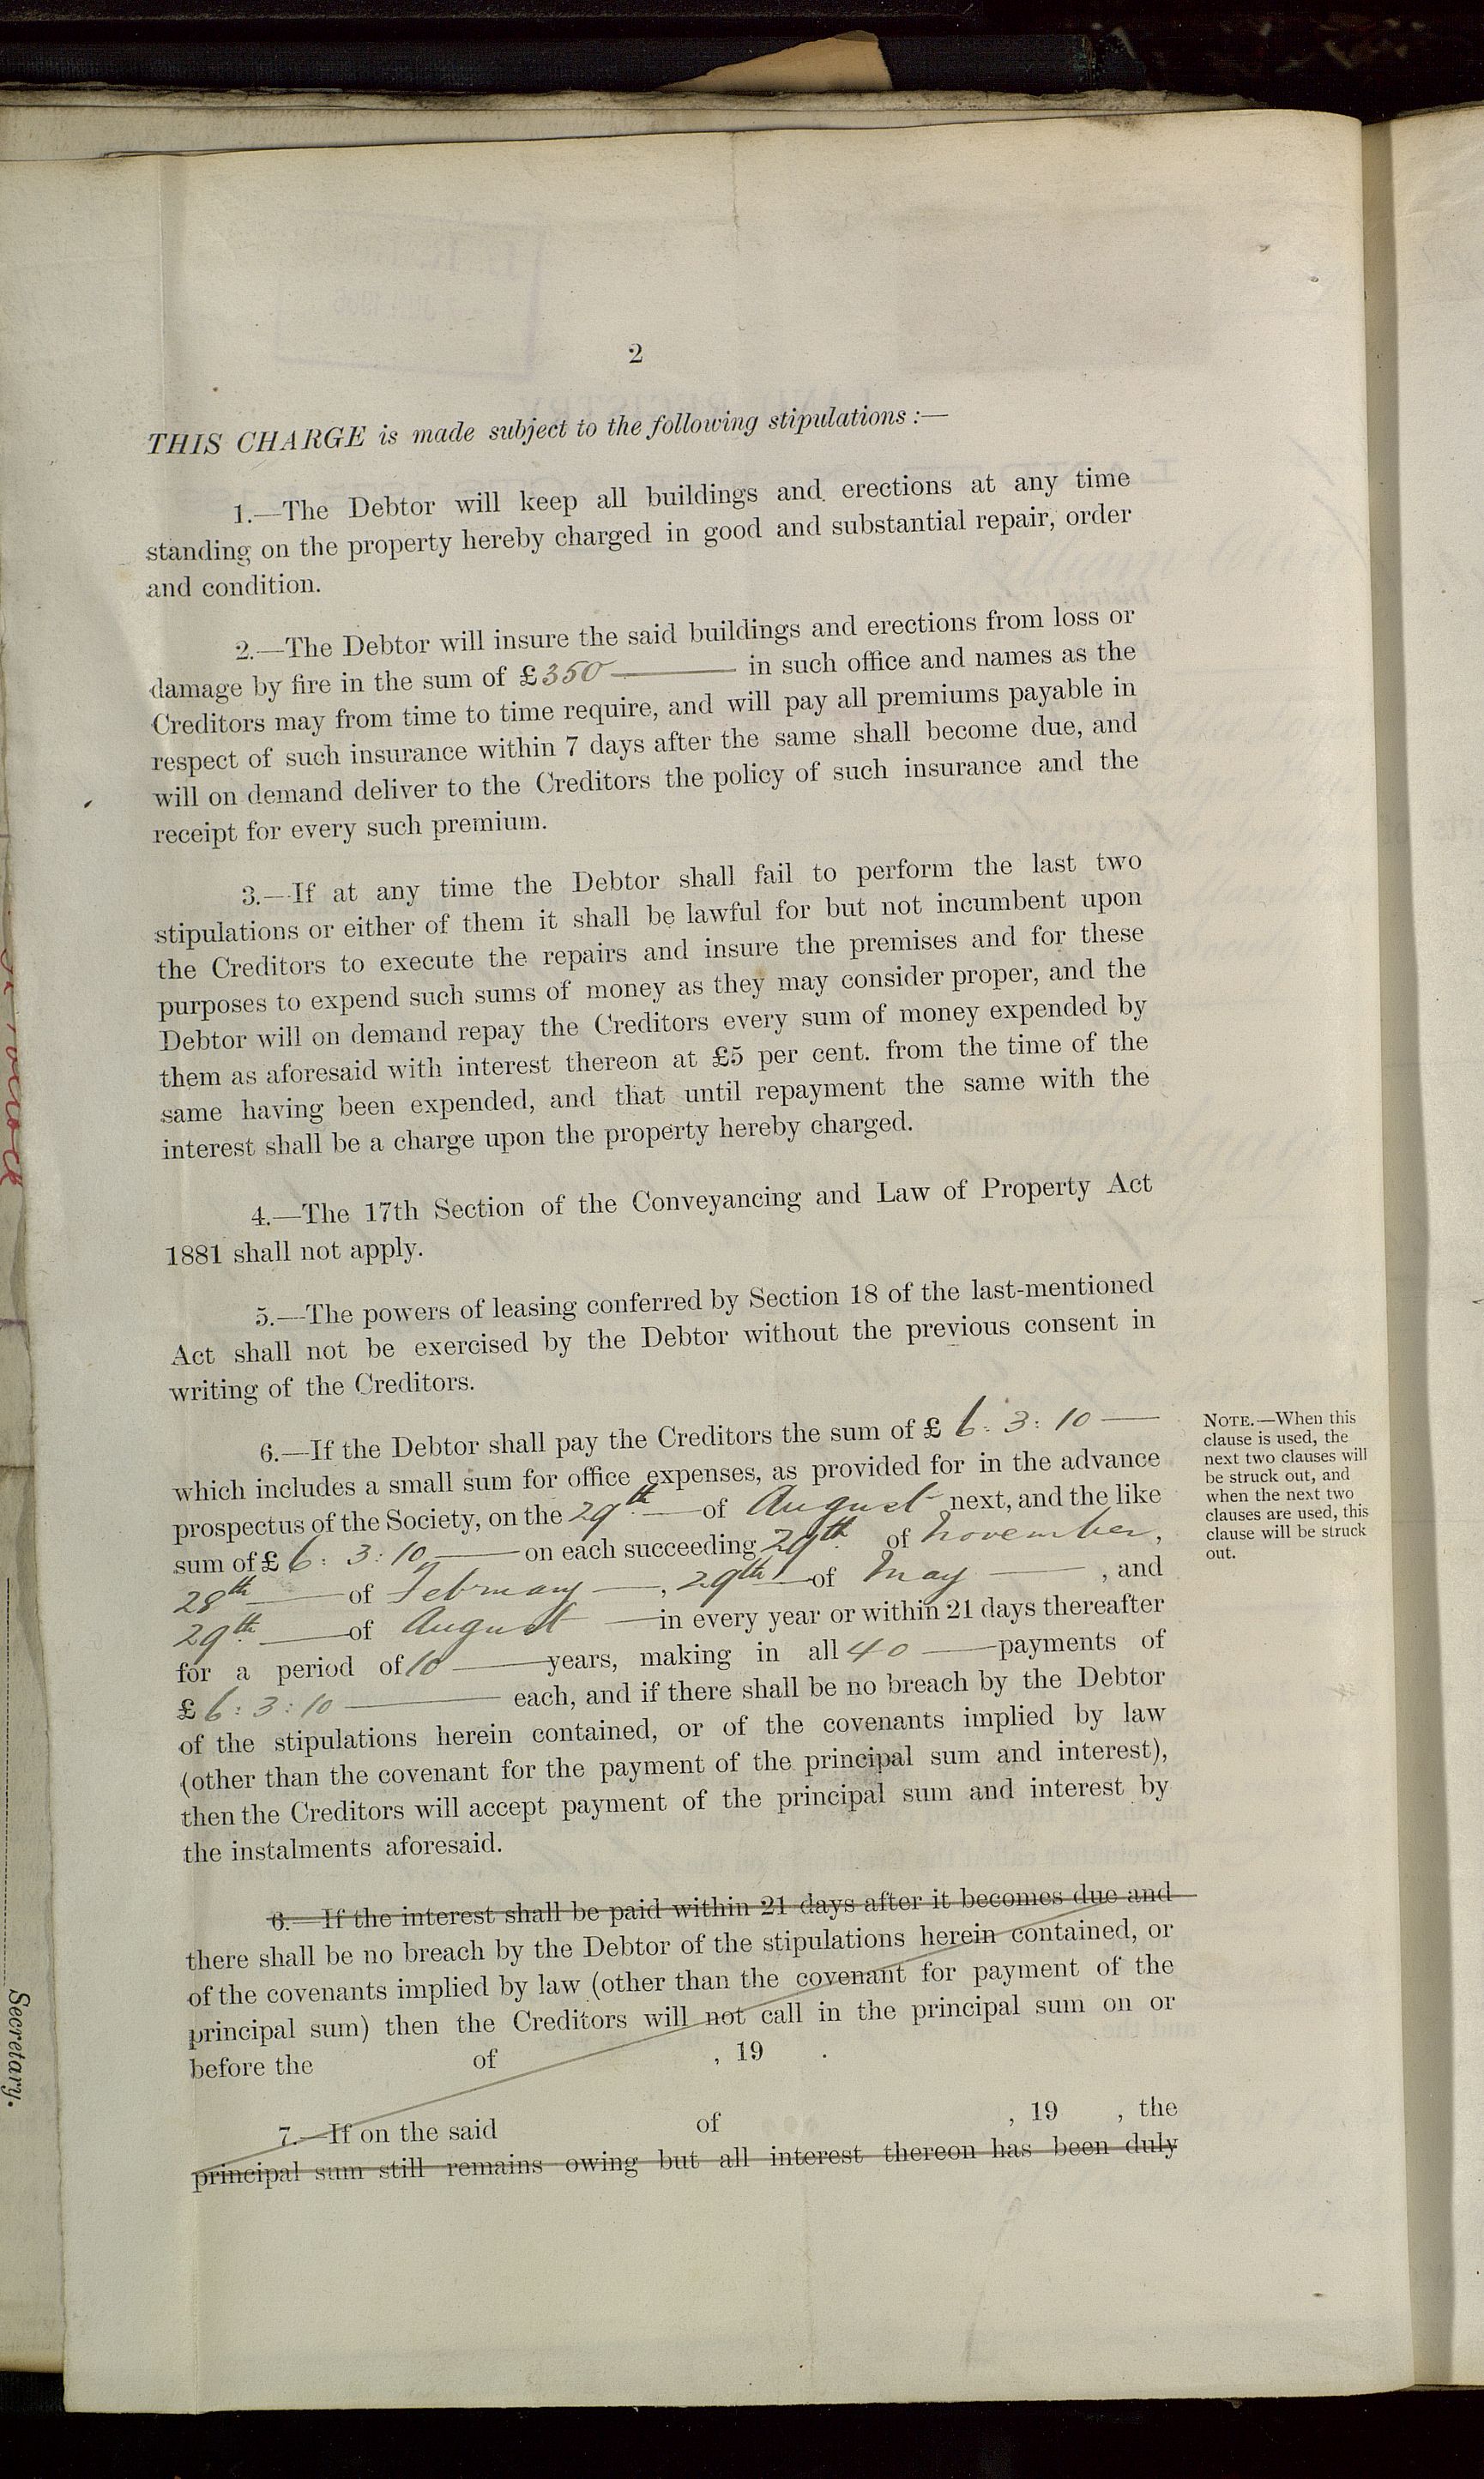 2
THIS CHARGE is made subject to the following stipulations :—
1.—The Debtor will keep all buildings and erections at any time
standing on the property hereby charged in good and substantial repair, order
and condition.
2.—The Debtor will insure the said buildings and erections from loss or
damage by fire in the sum of £350 —— in such office and names as the
Creditors may from time to time require, and will pay all premiums payable in
respect of such insurance within 7 days after the same shall become due, and
will on demand deliver to the Creditors the policy of such insurance and the
receipt for every such premium.
3.—If at any time the Debtor shall fail to perform the last two
stipulations or either of them it shall be lawful for but not incumbent upon
the Creditors to execute the repairs and insure the premises and for these
purposes to expend such sums of money as they may consider proper, and the
Debtor will on demand repay the Creditors every sum of money expended by
them as aforesaid with interest thereon at £5 per cent. from the time of the
same having been expended, and that until repayment the same with the
interest shall be a charge upon the property hereby charged.
4.—The 17th Section of the Conveyancing and Law of Property Act
1881 shall not apply.
5.—The powers of leasing conferred by Section 18 of the last-mentioned
Act shall not be exercised by the Debtor without the previous consent in
writing of the Creditors.
6.—If the Debtor shall pay the Creditors the sum of £ 6 : 3 : 10 —
which includes a small sum for office expenses, as provided for in the advance
prospectus of the Society, on the 29th — of August next, and the like
sum of £ 6 : 3 : 10 — on each succeeding 29th of November,
28th — of February —, 29th — of May — , and
29th — of August — in every year or within 21 days thereafter
for a period of 10 — years, making in all 40 — payments of
£ 6 : 3 : 10 — each, and if there shall be no breach by the Debtor
of the stipulations herein contained, or of the covenants implied by law
(other than the covenant for the payment of the principal sum and interest),
then the Creditors will accept payment of the principal sum and interest by
the instalments aforesaid.
NOTE.—When this
clause is used, the
next two clauses will
be struck out, and
when the next two
clauses are used, this
clause will be struck
out.
6.—If the interest shall be paid within 21 days after it becomes due and
there shall be no breach by the Debtor of the stipulations herein contained, or
of the covenants implied by law (other than the covenant for payment of the
principal sum) then the Creditors will not call in the principal sum on or
before the of , 19 .
7.—If on the said of , 19 , the
principal sum still remains owing but all interest thereon has been duly
Secretary.